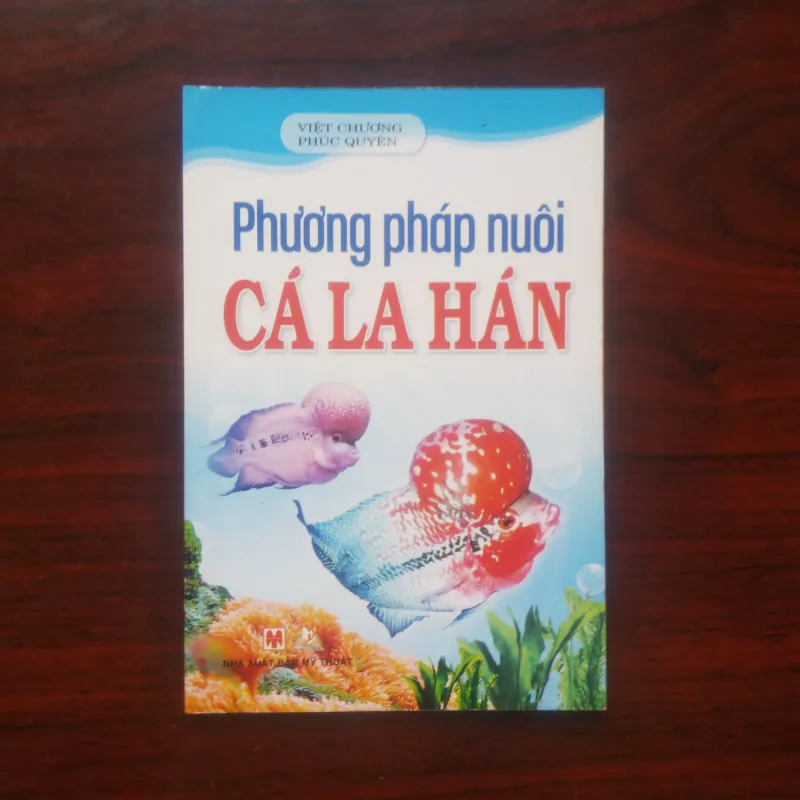 VIỆT CHƯƠNG
PHÚC QUYÊN
Phương pháp nuôi
CÁ LA HÁN
NHÀ XUẤT BẢN MỸ THUẬT